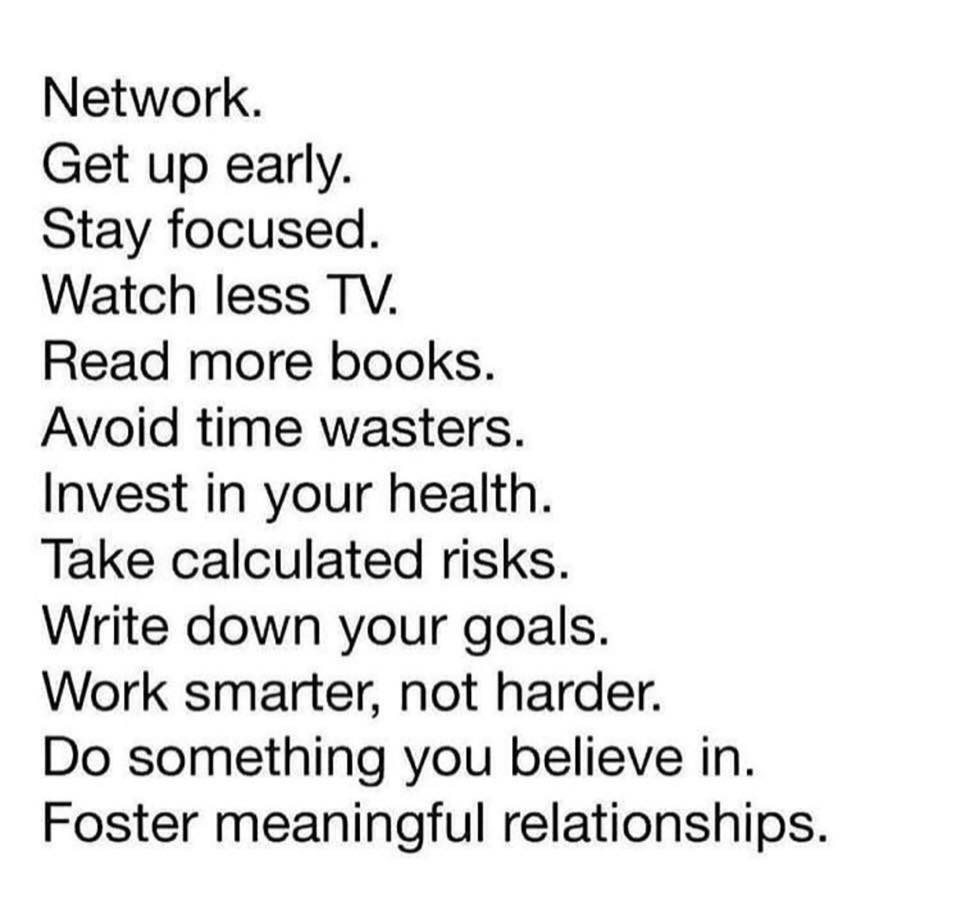 Network.
Get up early.
Stay focused.
Watch less TV.
Read more books.
Avoid time wasters.
Invest in your health.
Take calculated risks.
Write down your goals.
Work smarter, not harder.
Do something you believe in.
Foster meaningful relationships.